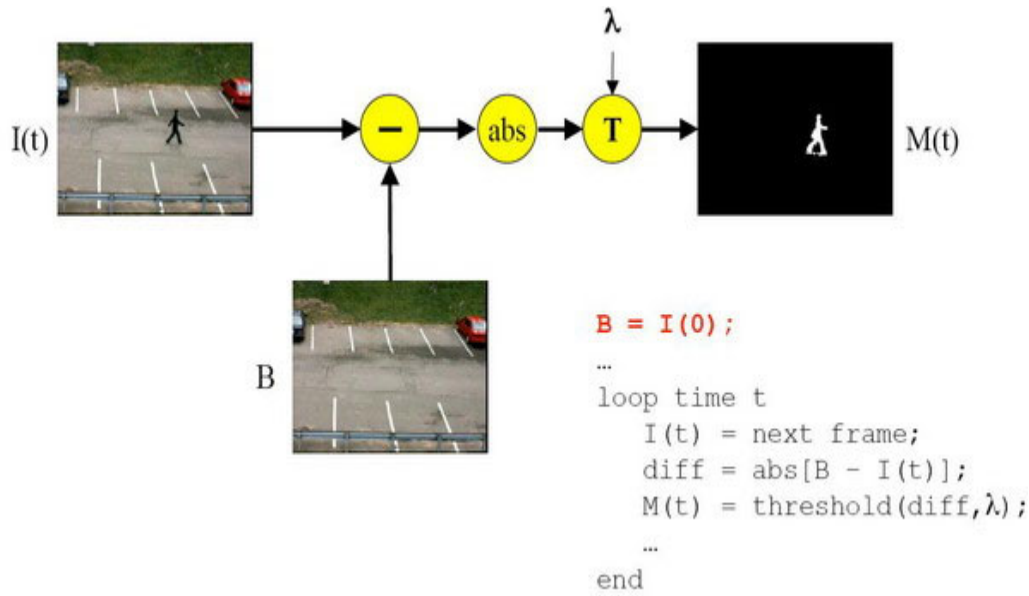 λ
I(t)
−
abs
T
M(t)
B
B = I(0);
...
loop time t
I(t) = next frame;
diff = abs[B − I(t)];
M(t) = threshold(diff,λ);
...
end